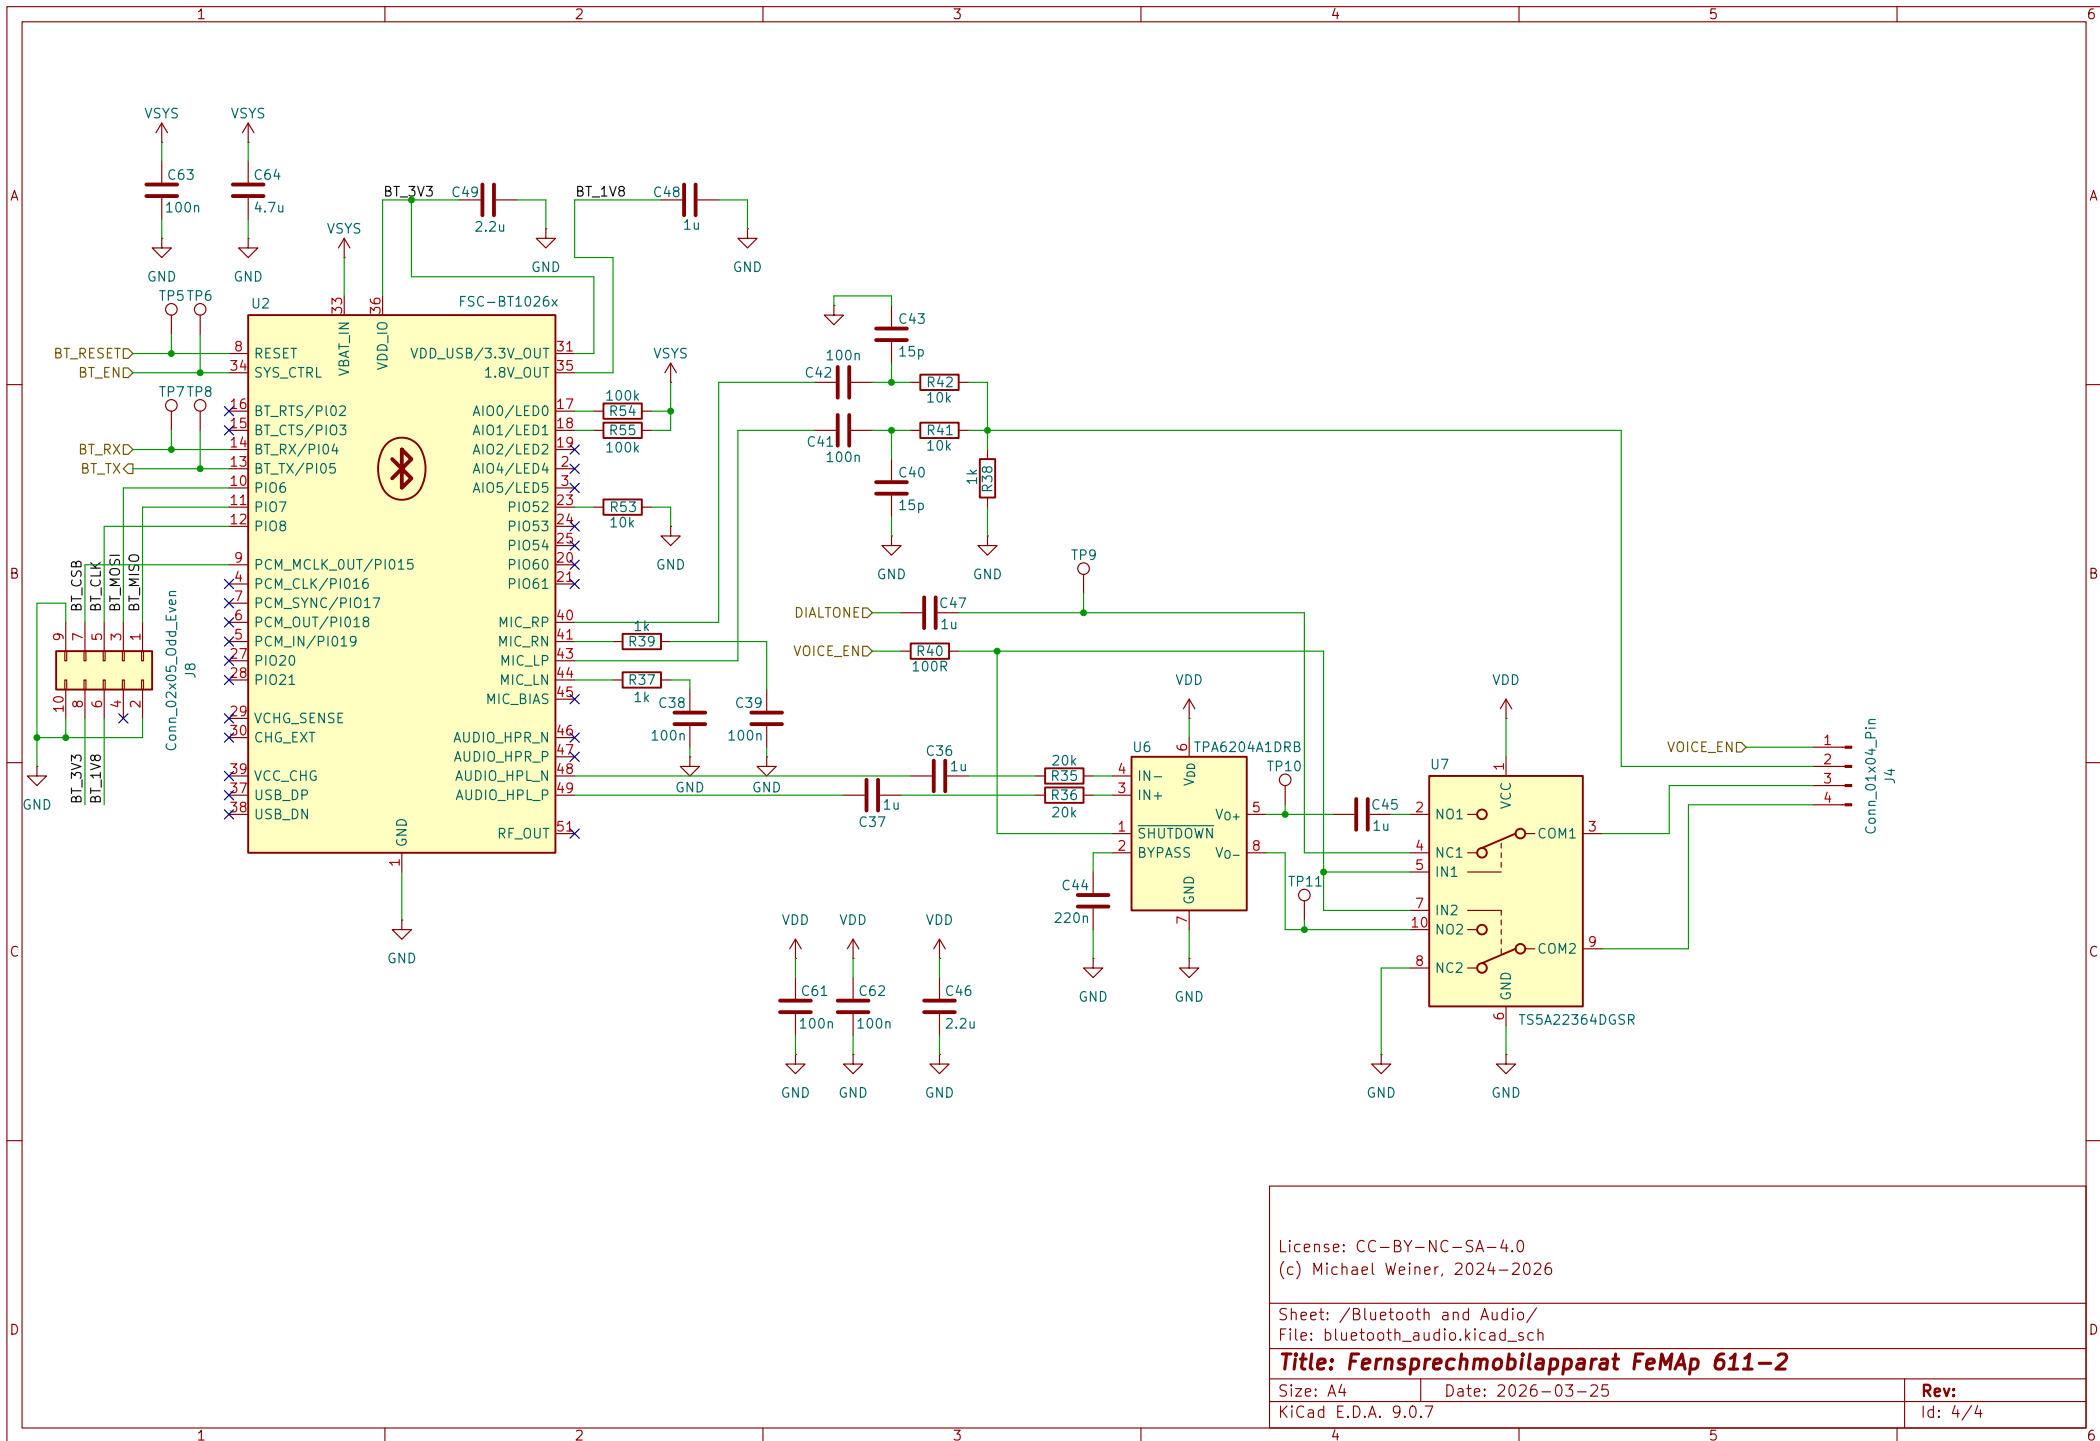 1 2 3 4 5 6
A A
B B
C C
D D
1 2 3 4 5 6
VSYS VSYS
C63
100n
C64
4.7u
GND GND
VSYS
BT_3V3
C49
2.2u
GND
BT_1V8
C48
1u
GND
TP5 TP6
BT_RESET
BT_EN
TP7 TP8
BT_RX
BT_TX
U2
FSC-BT1026x
33 VBAT_IN
36 VDD_IO
8 RESET
34 SYS_CTRL
16 BT_RTS/PIO2
15 BT_CTS/PIO3
14 BT_RX/PIO4
13 BT_TX/PIO5
10 PIO6
11 PIO7
12 PIO8
9 PCM_MCLK_OUT/PIO15
4 PCM_CLK/PIO16
7 PCM_SYNC/PIO17
6 PCM_OUT/PIO18
5 PCM_IN/PIO19
27 PIO20
28 PIO21
29 VCHG_SENSE
30 CHG_EXT
39 VCC_CHG
37 USB_DP
38 USB_DN
GND
1
GND
VDD_USB/3.3V_OUT 31
1.8V_OUT 35
AIO0/LED0 17
AIO1/LED1 18
AIO2/LED2 19
AIO4/LED4 2
AIO5/LED5 3
PIO52 23
PIO53 24
PIO54 25
PIO60 20
PIO61 21
MIC_RP 40
MIC_RN 41
MIC_LP 43
MIC_LN 44
MIC_BIAS 45
AUDIO_HPR_N 46
AUDIO_HPR_P 47
AUDIO_HPL_N 48
AUDIO_HPL_P 49
RF_OUT 51
BT_CSB
BT_CLK
BT_MOSI
BT_MISO
9 7 5 3 1
10 8 6 4 2
J8
Conn_02x05_Odd_Even
GND
BT_3V3
BT_1V8
VSYS
100k
R54
R55
100k
R53
10k
GND
1k
R39
R37
1k
C38
100n
GND
C39
100n
GND
C43
15p
100n
C42
R42
10k
C41
100n
R41
10k
C40
15p
GND
1k
R38
GND
TP9
DIALTONE
C47
1u
VOICE_EN
R40
100R
C36
1u
C37
1u
20k
R35
R36
20k
VDD
U6
TPA6204A1DRB
6 VDD
4 IN-
3 IN+
1 SHUTDOWN
2 BYPASS
VO+ 5
VO- 8
GND
7
GND
C44
220n
GND
TP10
TP11
C45
1u
VDD
U7
1 VCC
2 NO1
4 NC1
5 IN1
7 IN2
10 NO2
8 NC2
COM1 3
COM2 9
GND
6
TS5A22364DGSR
GND
GND
VOICE_EN
1
2
3
4
J4
Conn_01x04_Pin
VDD VDD VDD
C61
100n
C62
100n
C46
2.2u
GND GND GND
License: CC-BY-NC-SA-4.0
(c) Michael Weiner, 2024-2026
Sheet: /Bluetooth and Audio/
File: bluetooth_audio.kicad_sch
Title: Fernsprechmobilapparat FeMAp 611-2
Size: A4 Date: 2026-03-25 Rev:
KiCad E.D.A. 9.0.7 Id: 4/4